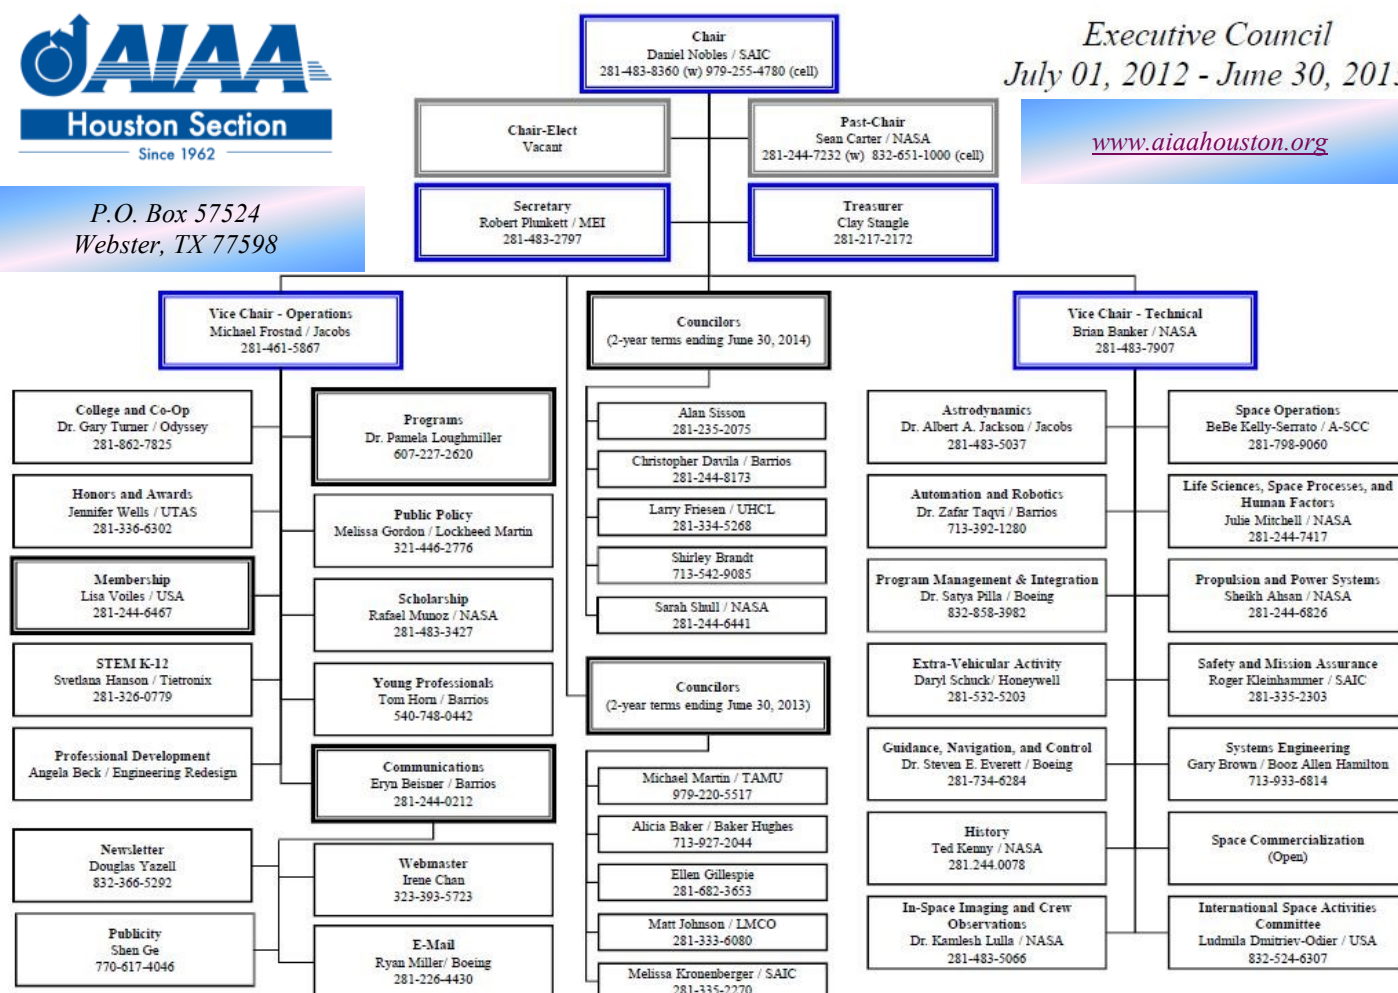 AIAA
Houston Section
Since 1962
P.O. Box 57524
Webster, TX 77598
Executive Council
July 01, 2012 - June 30, 201
www.aiaahouston.org
Chair
Daniel Nobles / SAIC
281-483-8360 (w) 979-255-4780 (cell)
Chair-Elect
Vacant
Past-Chair
Sean Carter / NASA
281-244-7232 (w) 832-651-1000 (cell)
Secretary
Robert Plunkett / MEI
281-483-2797
Treasurer
Clay Stangle
281-217-2172
Vice Chair - Operations
Michael Frostad / Jacobs
281-461-5867
College and Co-Op
Dr. Gary Turner / Odyssey
281-862-7825
Honors and Awards
Jennifer Wells / UTAS
281-336-6302
Membership
Lisa Voiles / USA
281-244-6467
STEM K-12
Svetlana Hanson / Tietronix
281-326-0779
Professional Development
Angela Beck / Engineering Redesign
Programs
Dr. Pamela Loughmiller
607-227-2620
Public Policy
Melissa Gordon / Lockheed Martin
321-446-2776
Scholarship
Rafael Munoz / NASA
281-483-3427
Young Professionals
Tom Horn / Barrios
540-748-0442
Communications
Eryn Beisner / Barrios
281-244-0212
Newsletter
Douglas Yazell
832-366-5292
Publicity
Shen Ge
770-617-4046
Webmaster
Irene Chan
323-393-5723
E-Mail
Ryan Miller/ Boeing
281-226-4430
Councilors
(2-year terms ending June 30, 2014)
Alan Sisson
281-235-2075
Christopher Davila / Barrios
281-244-8173
Larry Friesen / UHCL
281-334-5268
Shirley Brandt
713-542-9085
Sarah Shull / NASA
281-244-6441
Councilors
(2-year terms ending June 30, 2013)
Michael Martin / TAMU
979-220-5517
Alicia Baker / Baker Hughes
713-927-2044
Ellen Gillespie
281-682-3653
Matt Johnson / LMCO
281-333-6080
Melissa Kronenberger / SAIC
281-335-2270
Vice Chair - Technical
Brian Banker / NASA
281-483-7907
Astrodynamics
Dr. Albert A. Jackson / Jacobs
281-483-5037
Automation and Robotics
Dr. Zafar Taqvi / Barrios
713-392-1280
Program Management & Integration
Dr. Satya Pilla / Boeing
832-858-3982
Extra-Vehicular Activity
Daryl Schuck/ Honeywell
281-532-5203
Guidance, Navigation, and Control
Dr. Steven E. Everett / Boeing
281-734-6284
History
Ted Kenny / NASA
281.244.0078
In-Space Imaging and Crew
Observations
Dr. Kamlesh Lulla / NASA
281-483-5066
Space Operations
BeBe Kelly-Serrato / A-SCC
281-798-9060
Life Sciences, Space Processes, and
Human Factors
Julie Mitchell / NASA
281-244-7417
Propulsion and Power Systems
Sheikh Ahsan / NASA
281-244-6826
Safety and Mission Assurance
Roger Kleinhammer / SAIC
281-335-2303
Systems Engineering
Gary Brown / Booz Allen Hamilton
713-933-6814
Space Commercialization
(Open)
International Space Activities
Committee
Ludmila Dmitriev-Odier / USA
832-524-6307